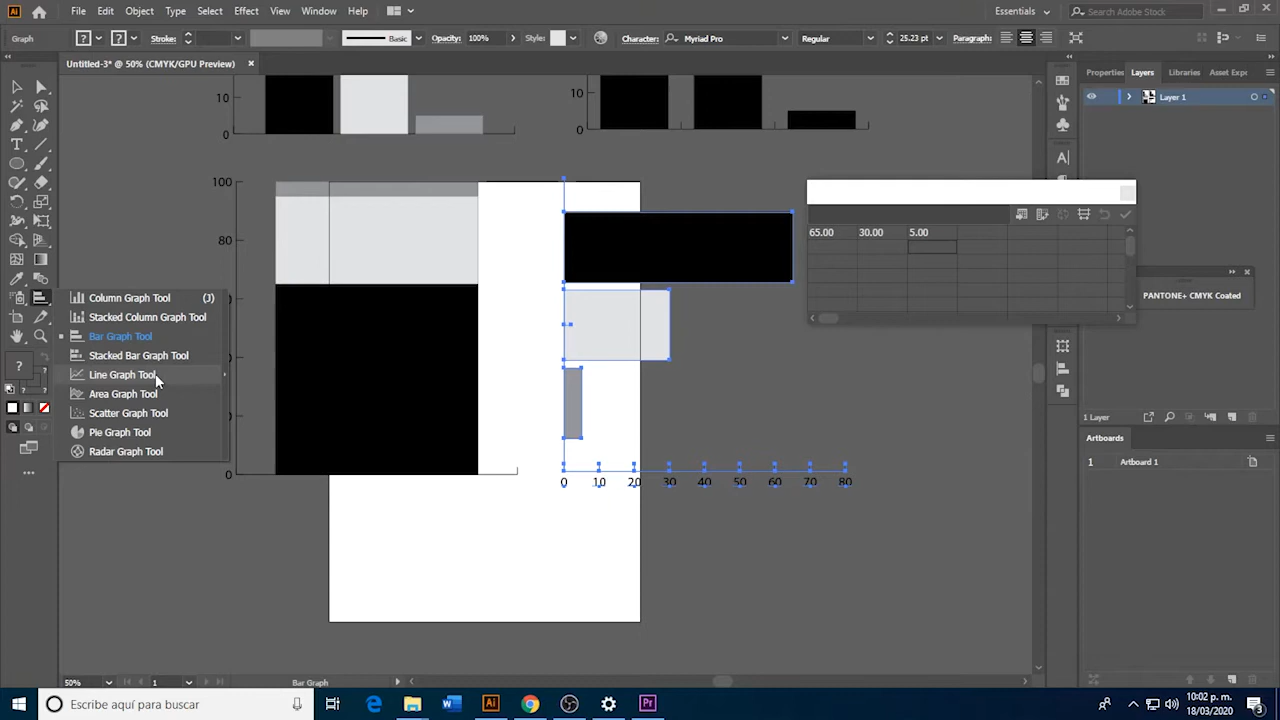 Ai File Edit Object Type Select Effect View Window Help Essentials Search Adobe Stock
Graph ? ? Stroke: Basic Opacity: 100% Style: Character: Myriad Pro Regular 25.23 pt Paragraph:
Untitled-3* @ 50% (CMYK/GPU Preview) × Properties Layers Libraries Asset Expo
10 10 Layer 1
0 0
100
65.00 30.00 5.00
80
PANTONE+ CMYK Coated
Column Graph Tool (J)
Stacked Column Graph Tool
Bar Graph Tool
Stacked Bar Graph Tool
Line Graph Tool
Area Graph Tool
Scatter Graph Tool
1 Layer
Pie Graph Tool
Artboards
Radar Graph Tool
1 Artboard 1
0
0 10 20 30 40 50 60 70 80
50% 1 Bar Graph
Escribe aquí para buscar
10:02 p. m.
18/03/2020